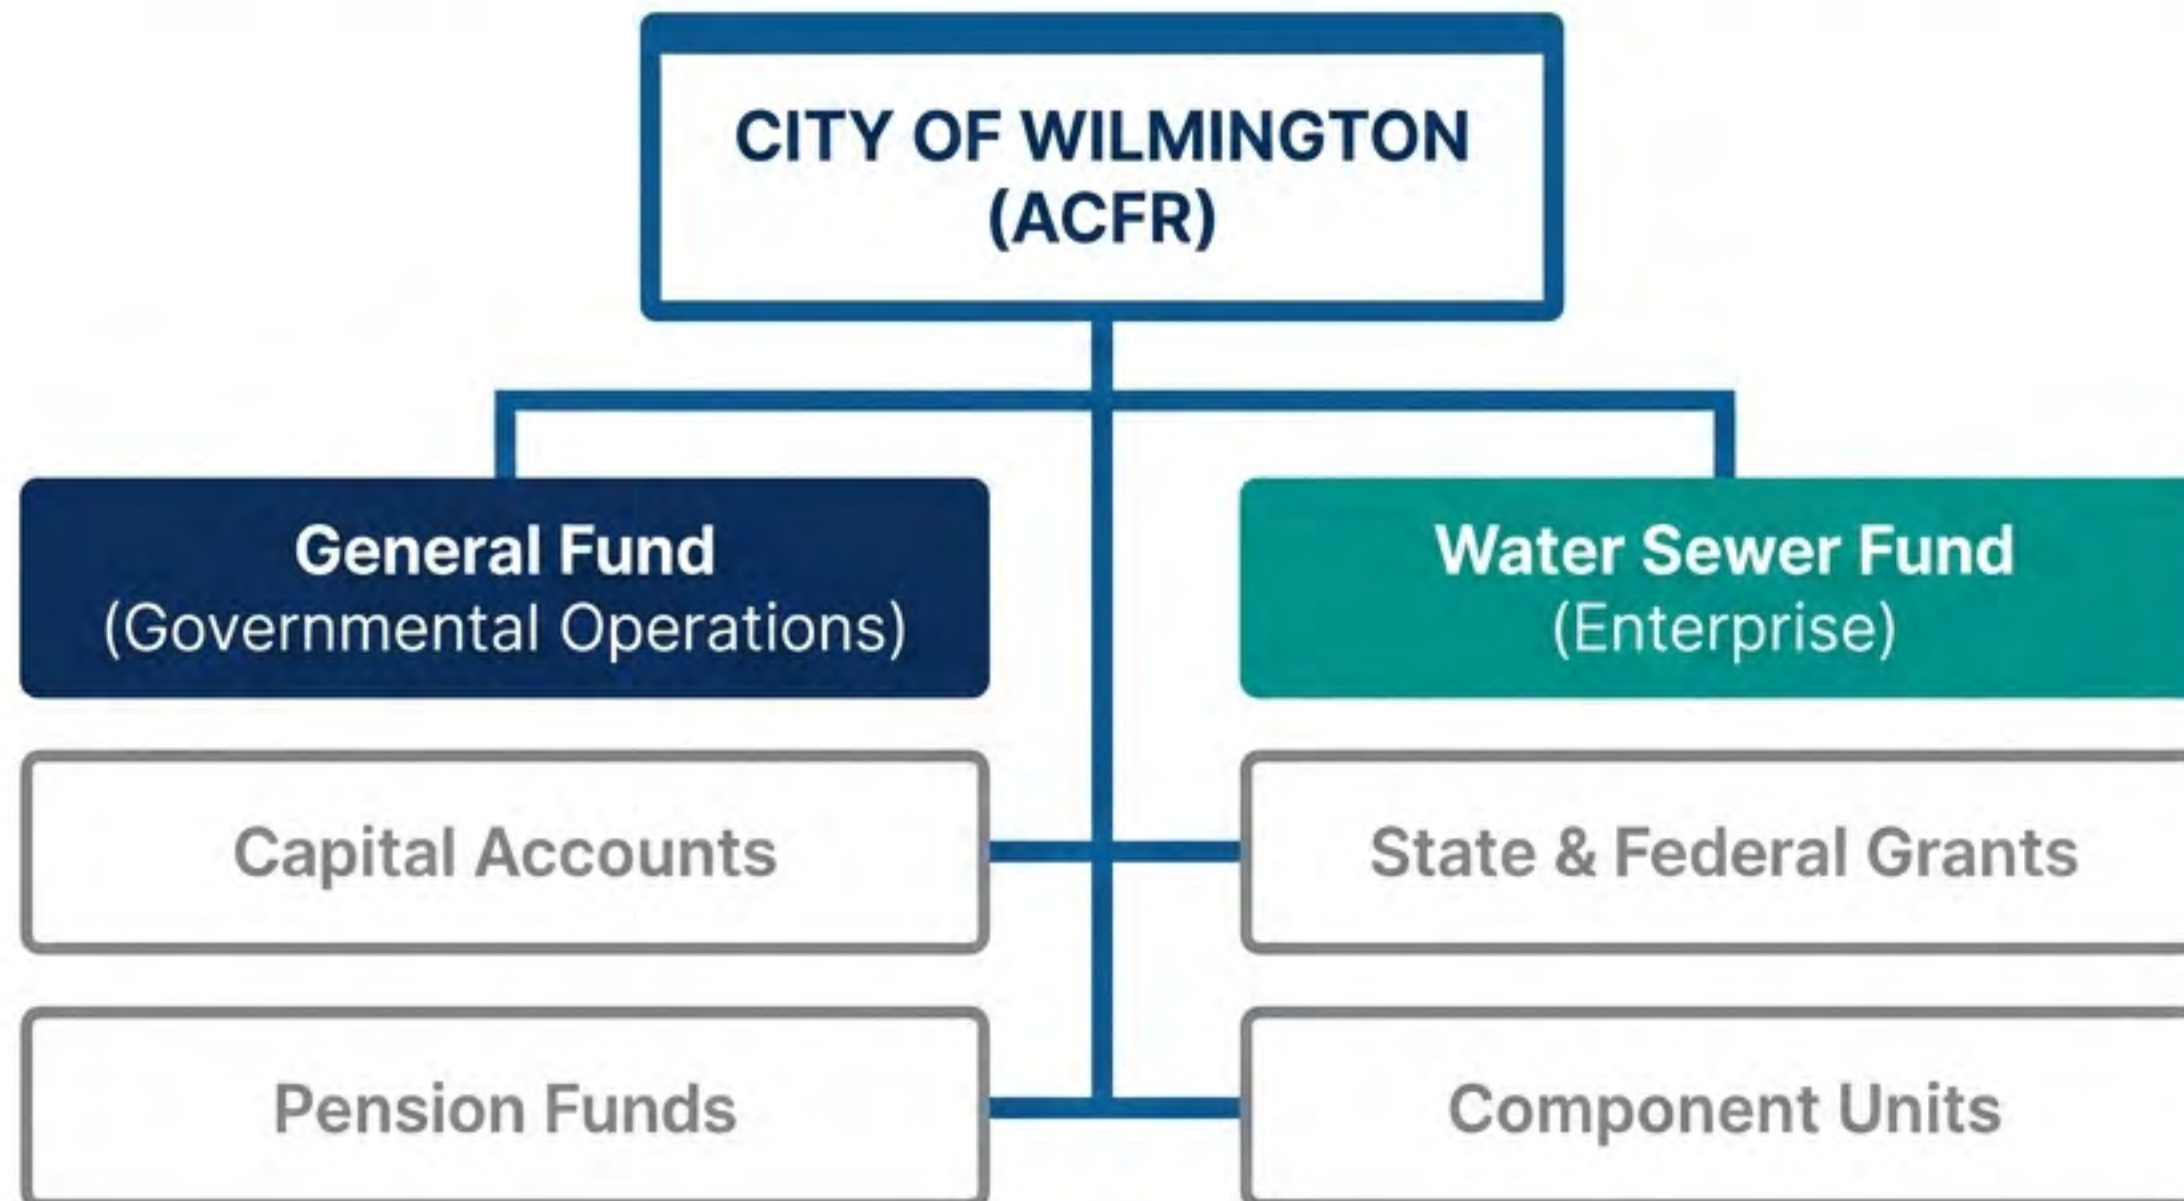 CITY OF WILMINGTON
(ACFR)
General Fund
(Governmental Operations)
Water Sewer Fund
(Enterprise)
Capital Accounts
State & Federal Grants
Pension Funds
Component Units